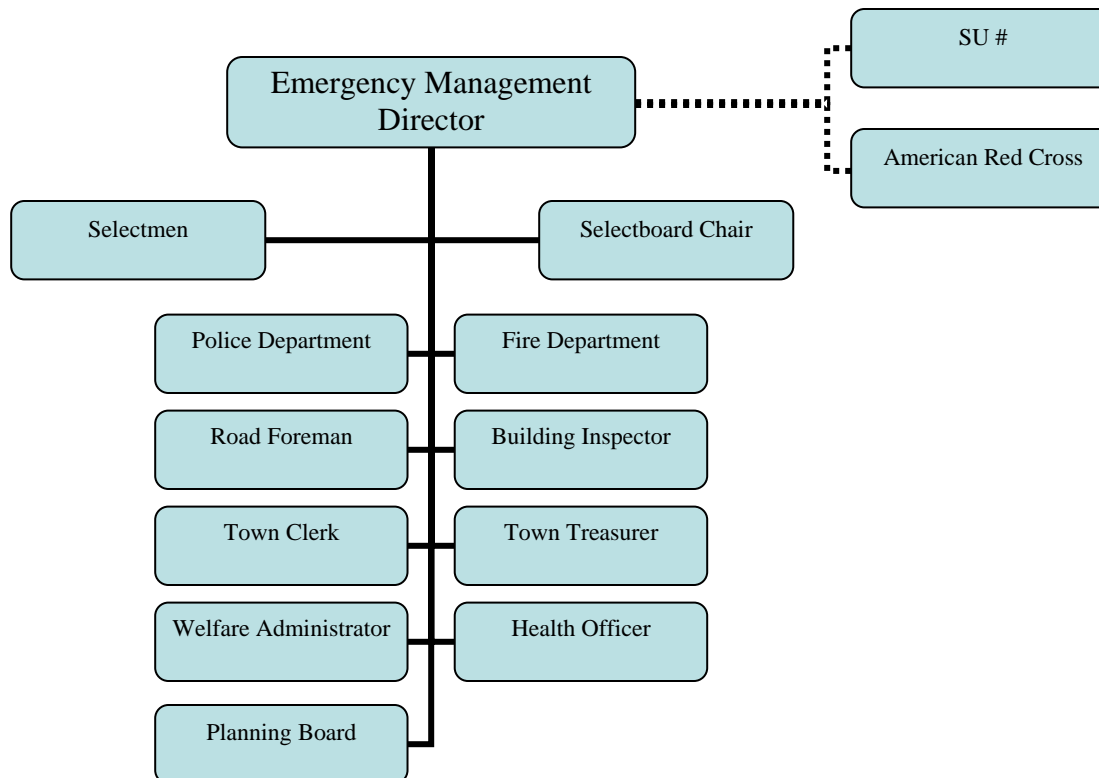 SU #
Emergency Management
Director
American Red Cross
Selectmen
Selectboard Chair
Police Department
Fire Department
Road Foreman
Building Inspector
Town Clerk
Town Treasurer
Welfare Administrator
Health Officer
Planning Board